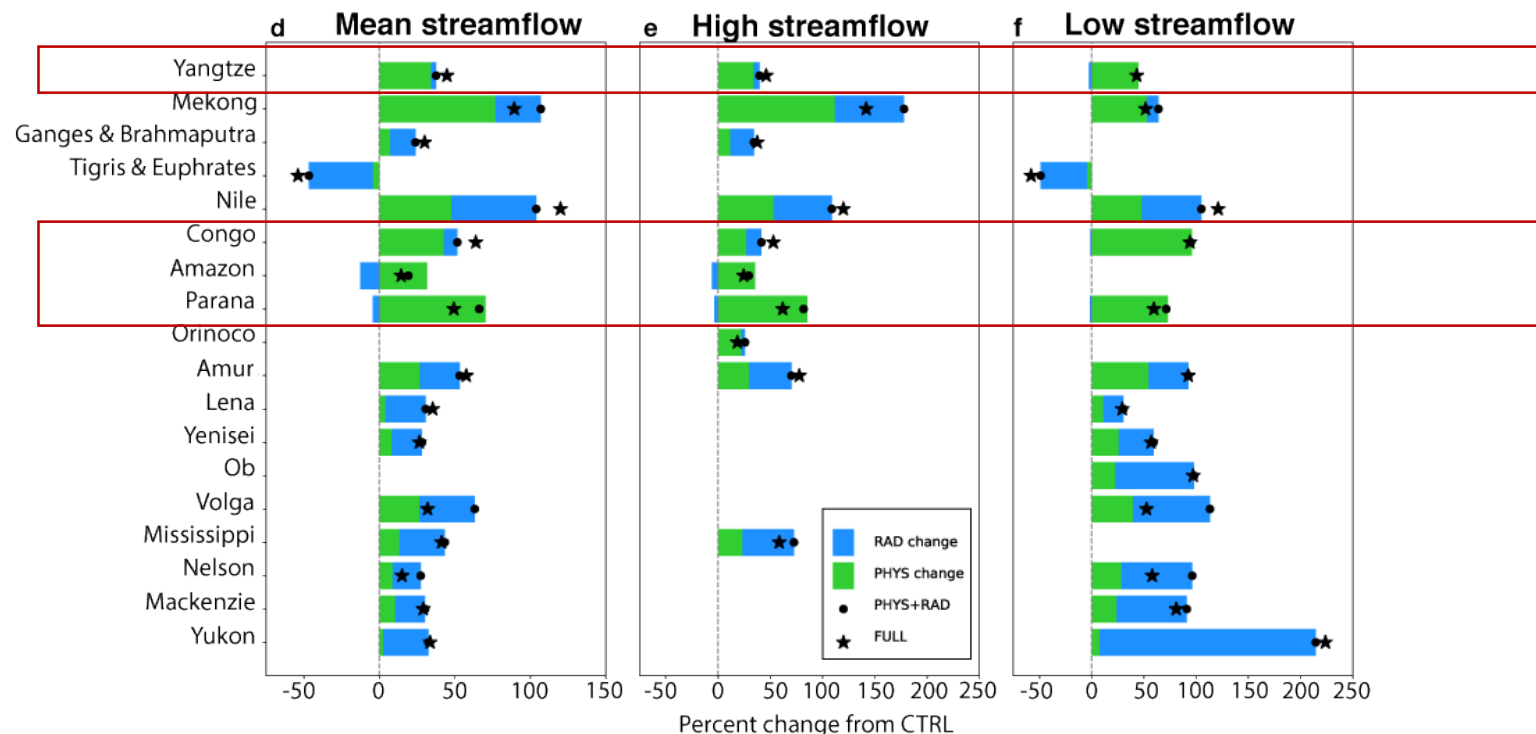 d Mean streamflow
e High streamflow
f Low streamflow
Yangtze
Mekong
Ganges & Brahmaputra
Tigris & Euphrates
Nile
Congo
Amazon
Parana
Orinoco
Amur
Lena
Yenisei
Ob
Volga
Mississippi
Nelson
Mackenzie
Yukon
RAD change
PHYS change
PHYS+RAD
FULL
-50 0 50 100 150
-50 0 50 100 150 200 250
-50 0 50 100 150 200 250
Percent change from CTRL